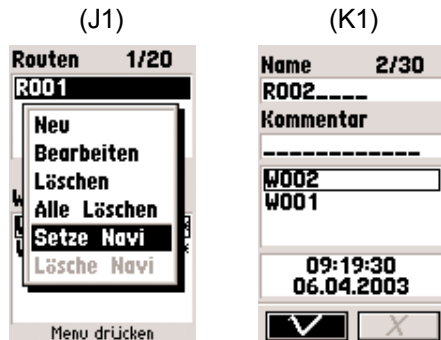 (J1)
Routen 1/20
R001
Neu
Bearbeiten
Löschen
Alle Löschen
Setze Navi
Lösche Navi
Menu drücken
(K1)
Name 2/30
R002____
Kommentar
____________
W002
W001
09:19:30
06.04.2003